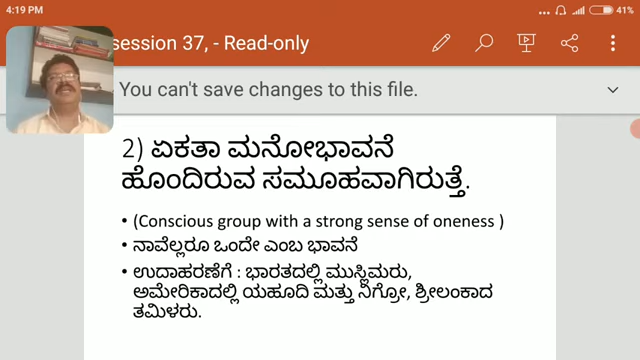 4:19 PM
41%
session 37, - Read-only
You can't save changes to this file.
2) ಏಕತಾ ಮನೋಭಾವನೆ
ಹೊಂದಿರುವ ಸಮೂಹವಾಗಿರುತ್ತೆ.
• (Conscious group with a strong sense of oneness )
• ನಾವೆಲ್ಲರೂ ಒಂದೇ ಎಂಬ ಭಾವನೆ
• ಉದಾಹರಣೆಗೆ : ಭಾರತದಲ್ಲಿ ಮುಸ್ಲಿಮರು,
ಅಮೇರಿಕಾದಲ್ಲಿ ಯಹೂದಿ ಮತ್ತು ನಿಗ್ರೋ, ಶ್ರೀಲಂಕಾದ
ತಮಿಳರು.